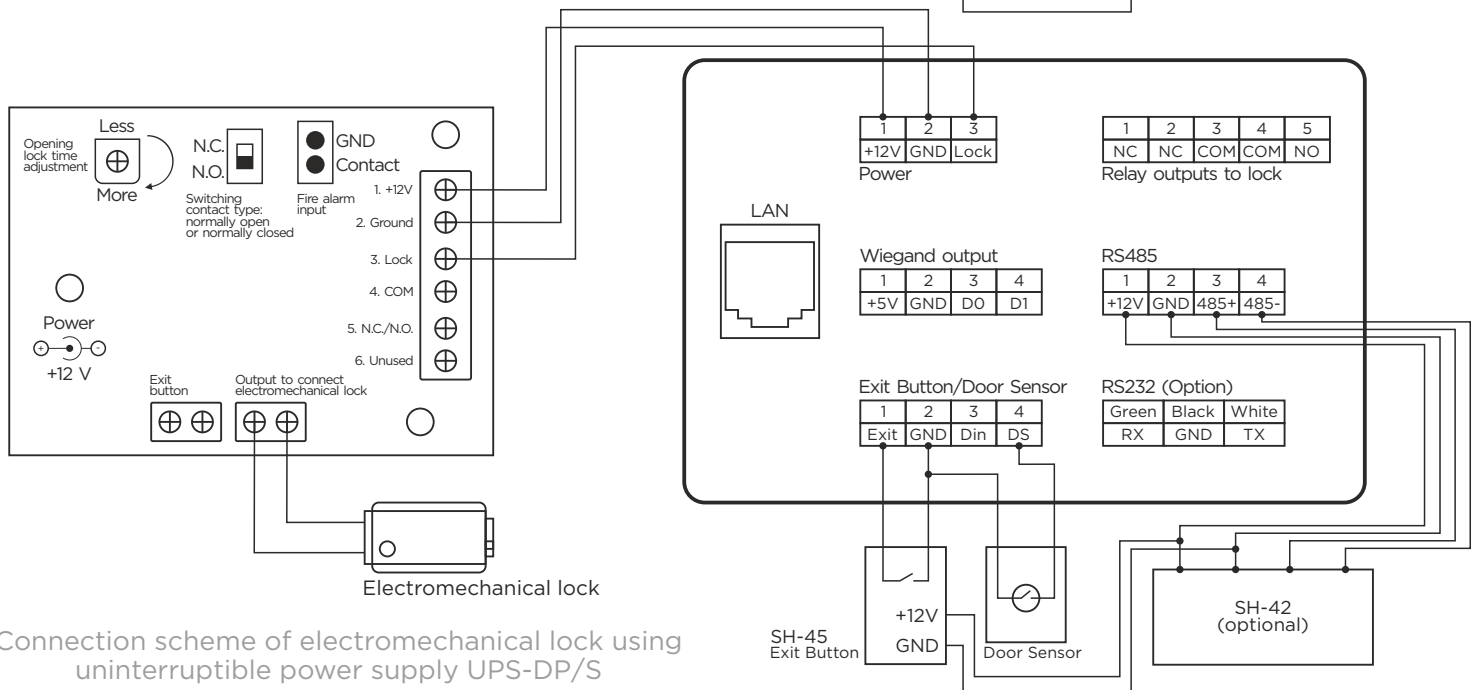 Less
Opening
lock time
adjustment
More
N.C.
N.O.
Switching
contact type:
normally open
or normally closed
GND
Contact
Fire alarm
input
1. +12V
2. Ground
3. Lock
4. COM
5. N.C./N.O.
6. Unused
Power
+ -
+12 V
Exit
button
Output to connect
electromechanical lock
Electromechanical lock
Connection scheme of electromechanical lock using
uninterruptible power supply UPS-DP/S
1 2 3
+12V GND Lock
Power
1 2 3 4 5
NC NC COM COM NO
Relay outputs to lock
LAN
Wiegand output
1 2 3 4
+5V GND D0 D1
RS485
1 2 3 4
+12V GND 485+ 485-
Exit Button/Door Sensor
1 2 3 4
Exit GND Din DS
RS232 (Option)
Green Black White
RX GND TX
+12V
GND
SH-45
Exit Button
Door Sensor
SH-42
(optional)